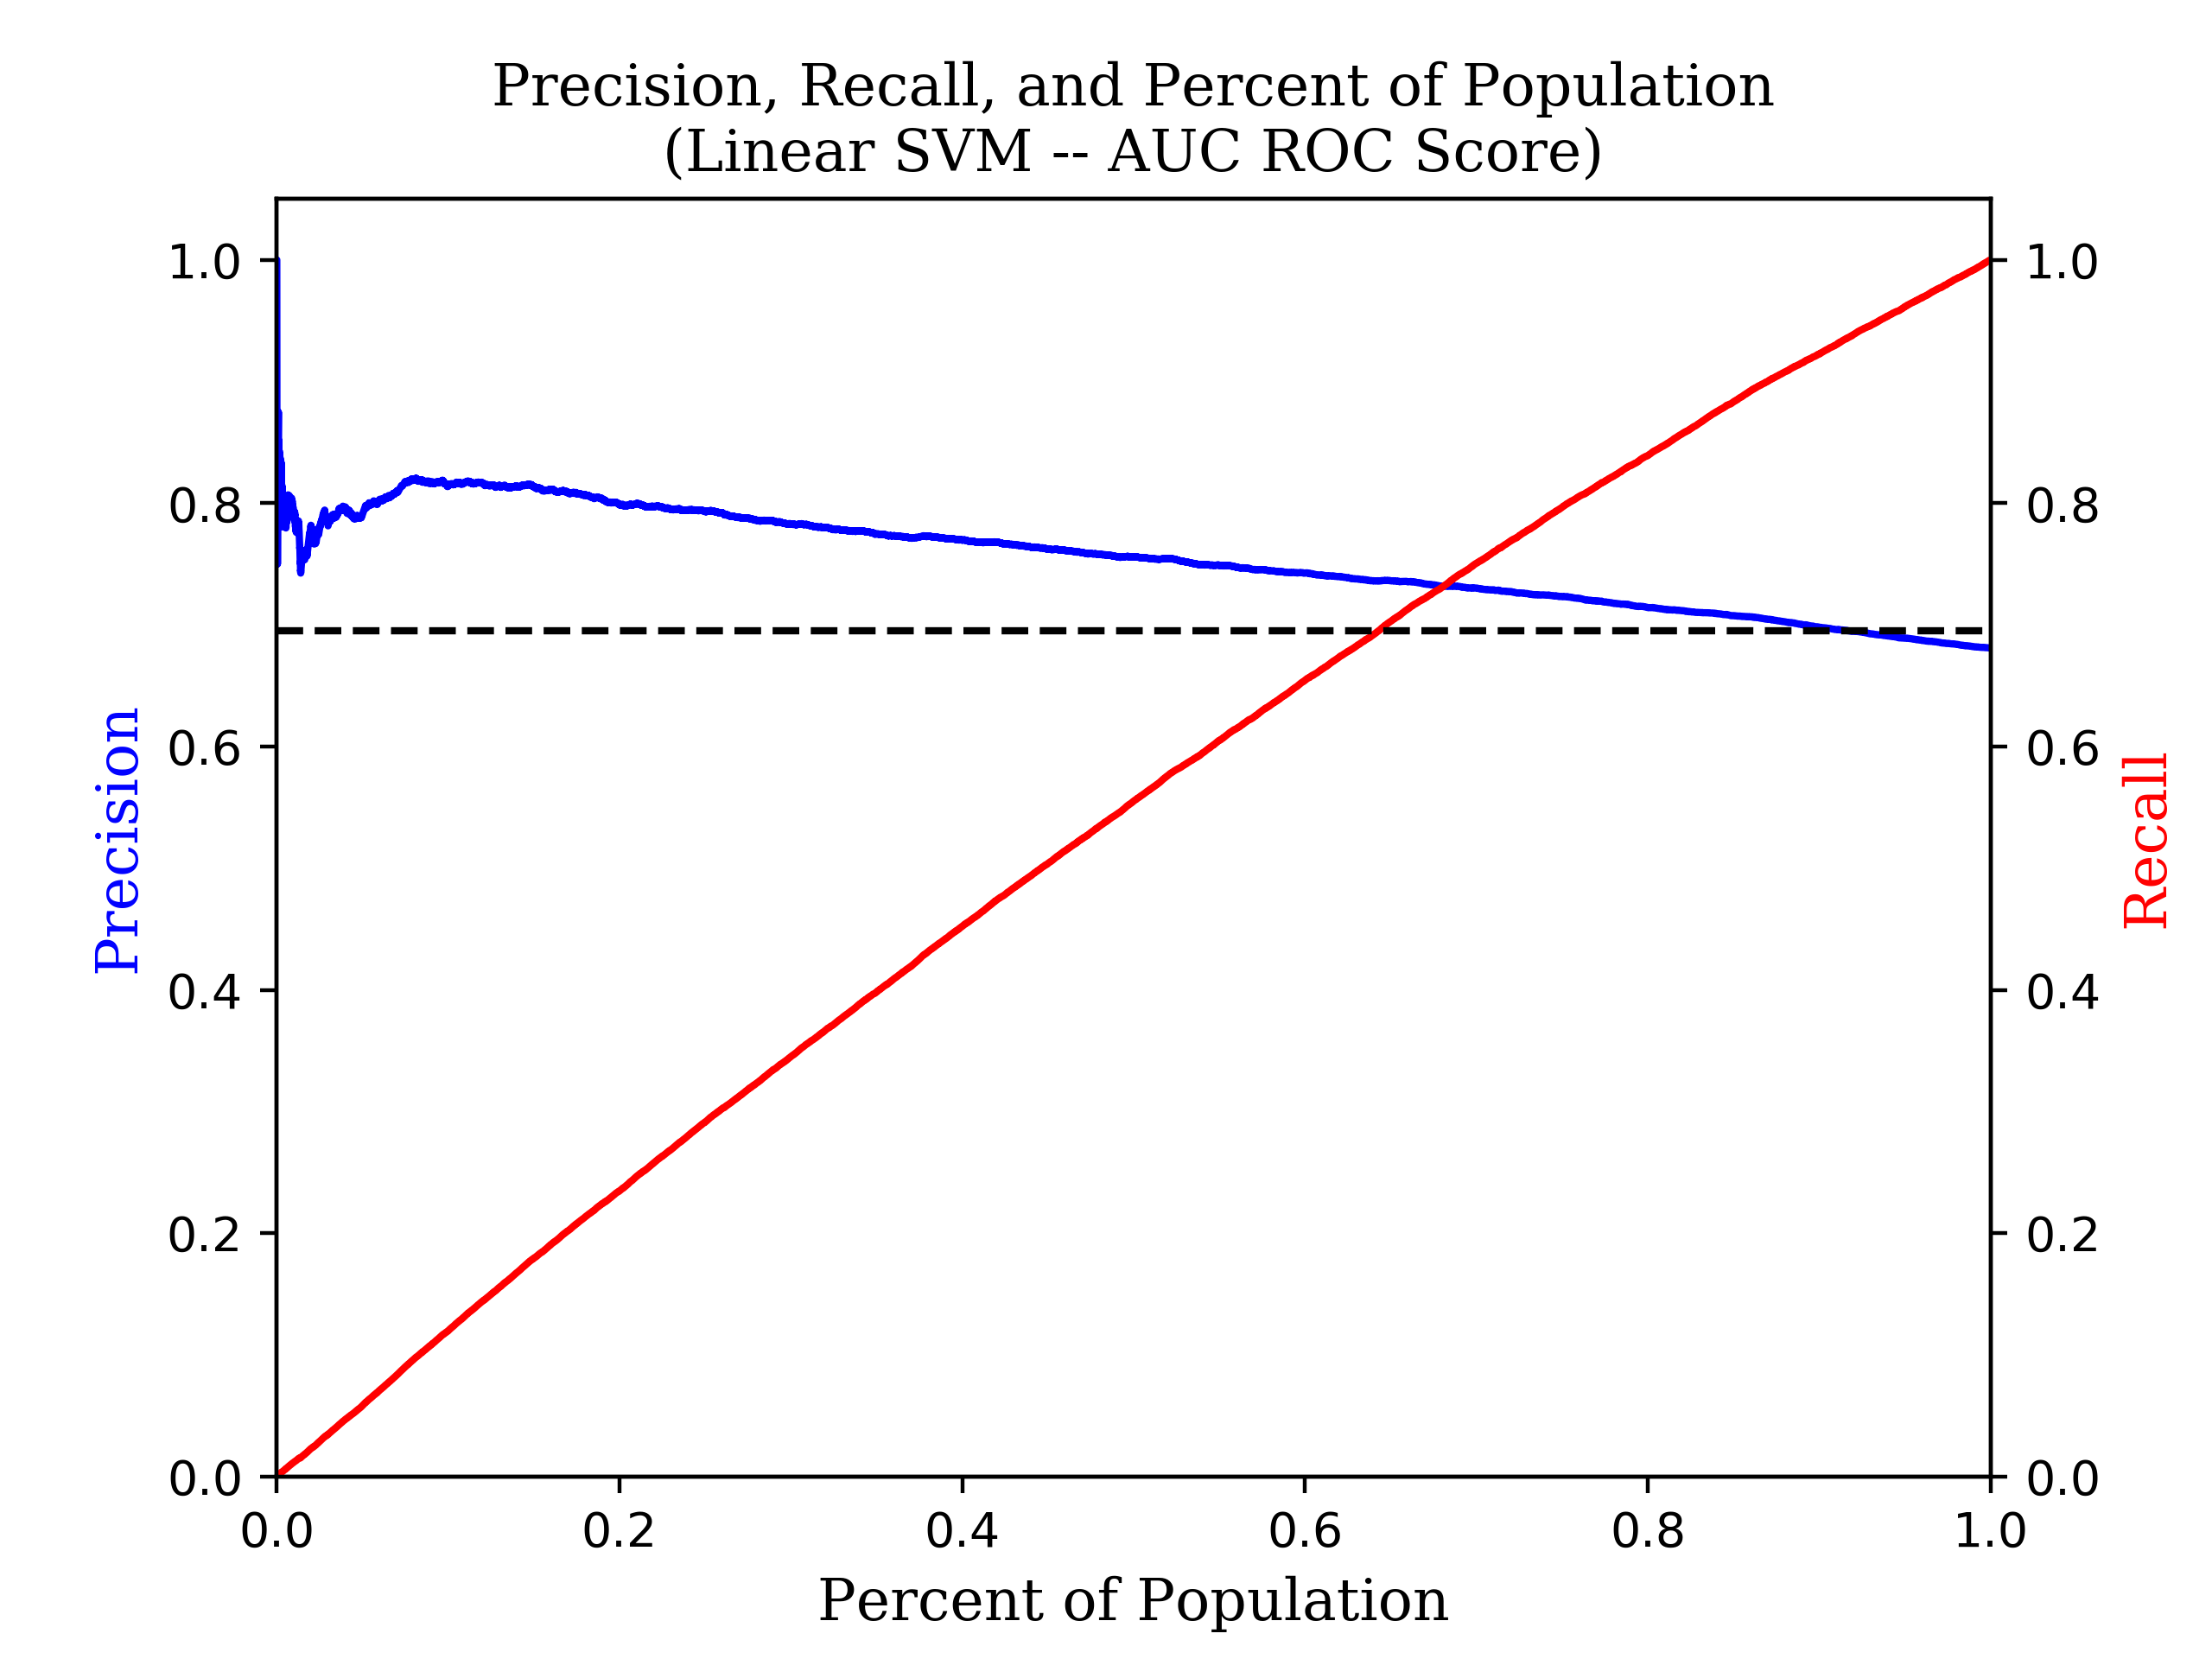 Precision, Recall, and Percent of Population
(Linear SVM -- AUC ROC Score)
1.0
0.8
0.6
0.4
0.2
0.0
Precision
1.0
0.8
0.6
0.4
0.2
0.0
Recall
0.0 0.2 0.4 0.6 0.8 1.0
Percent of Population